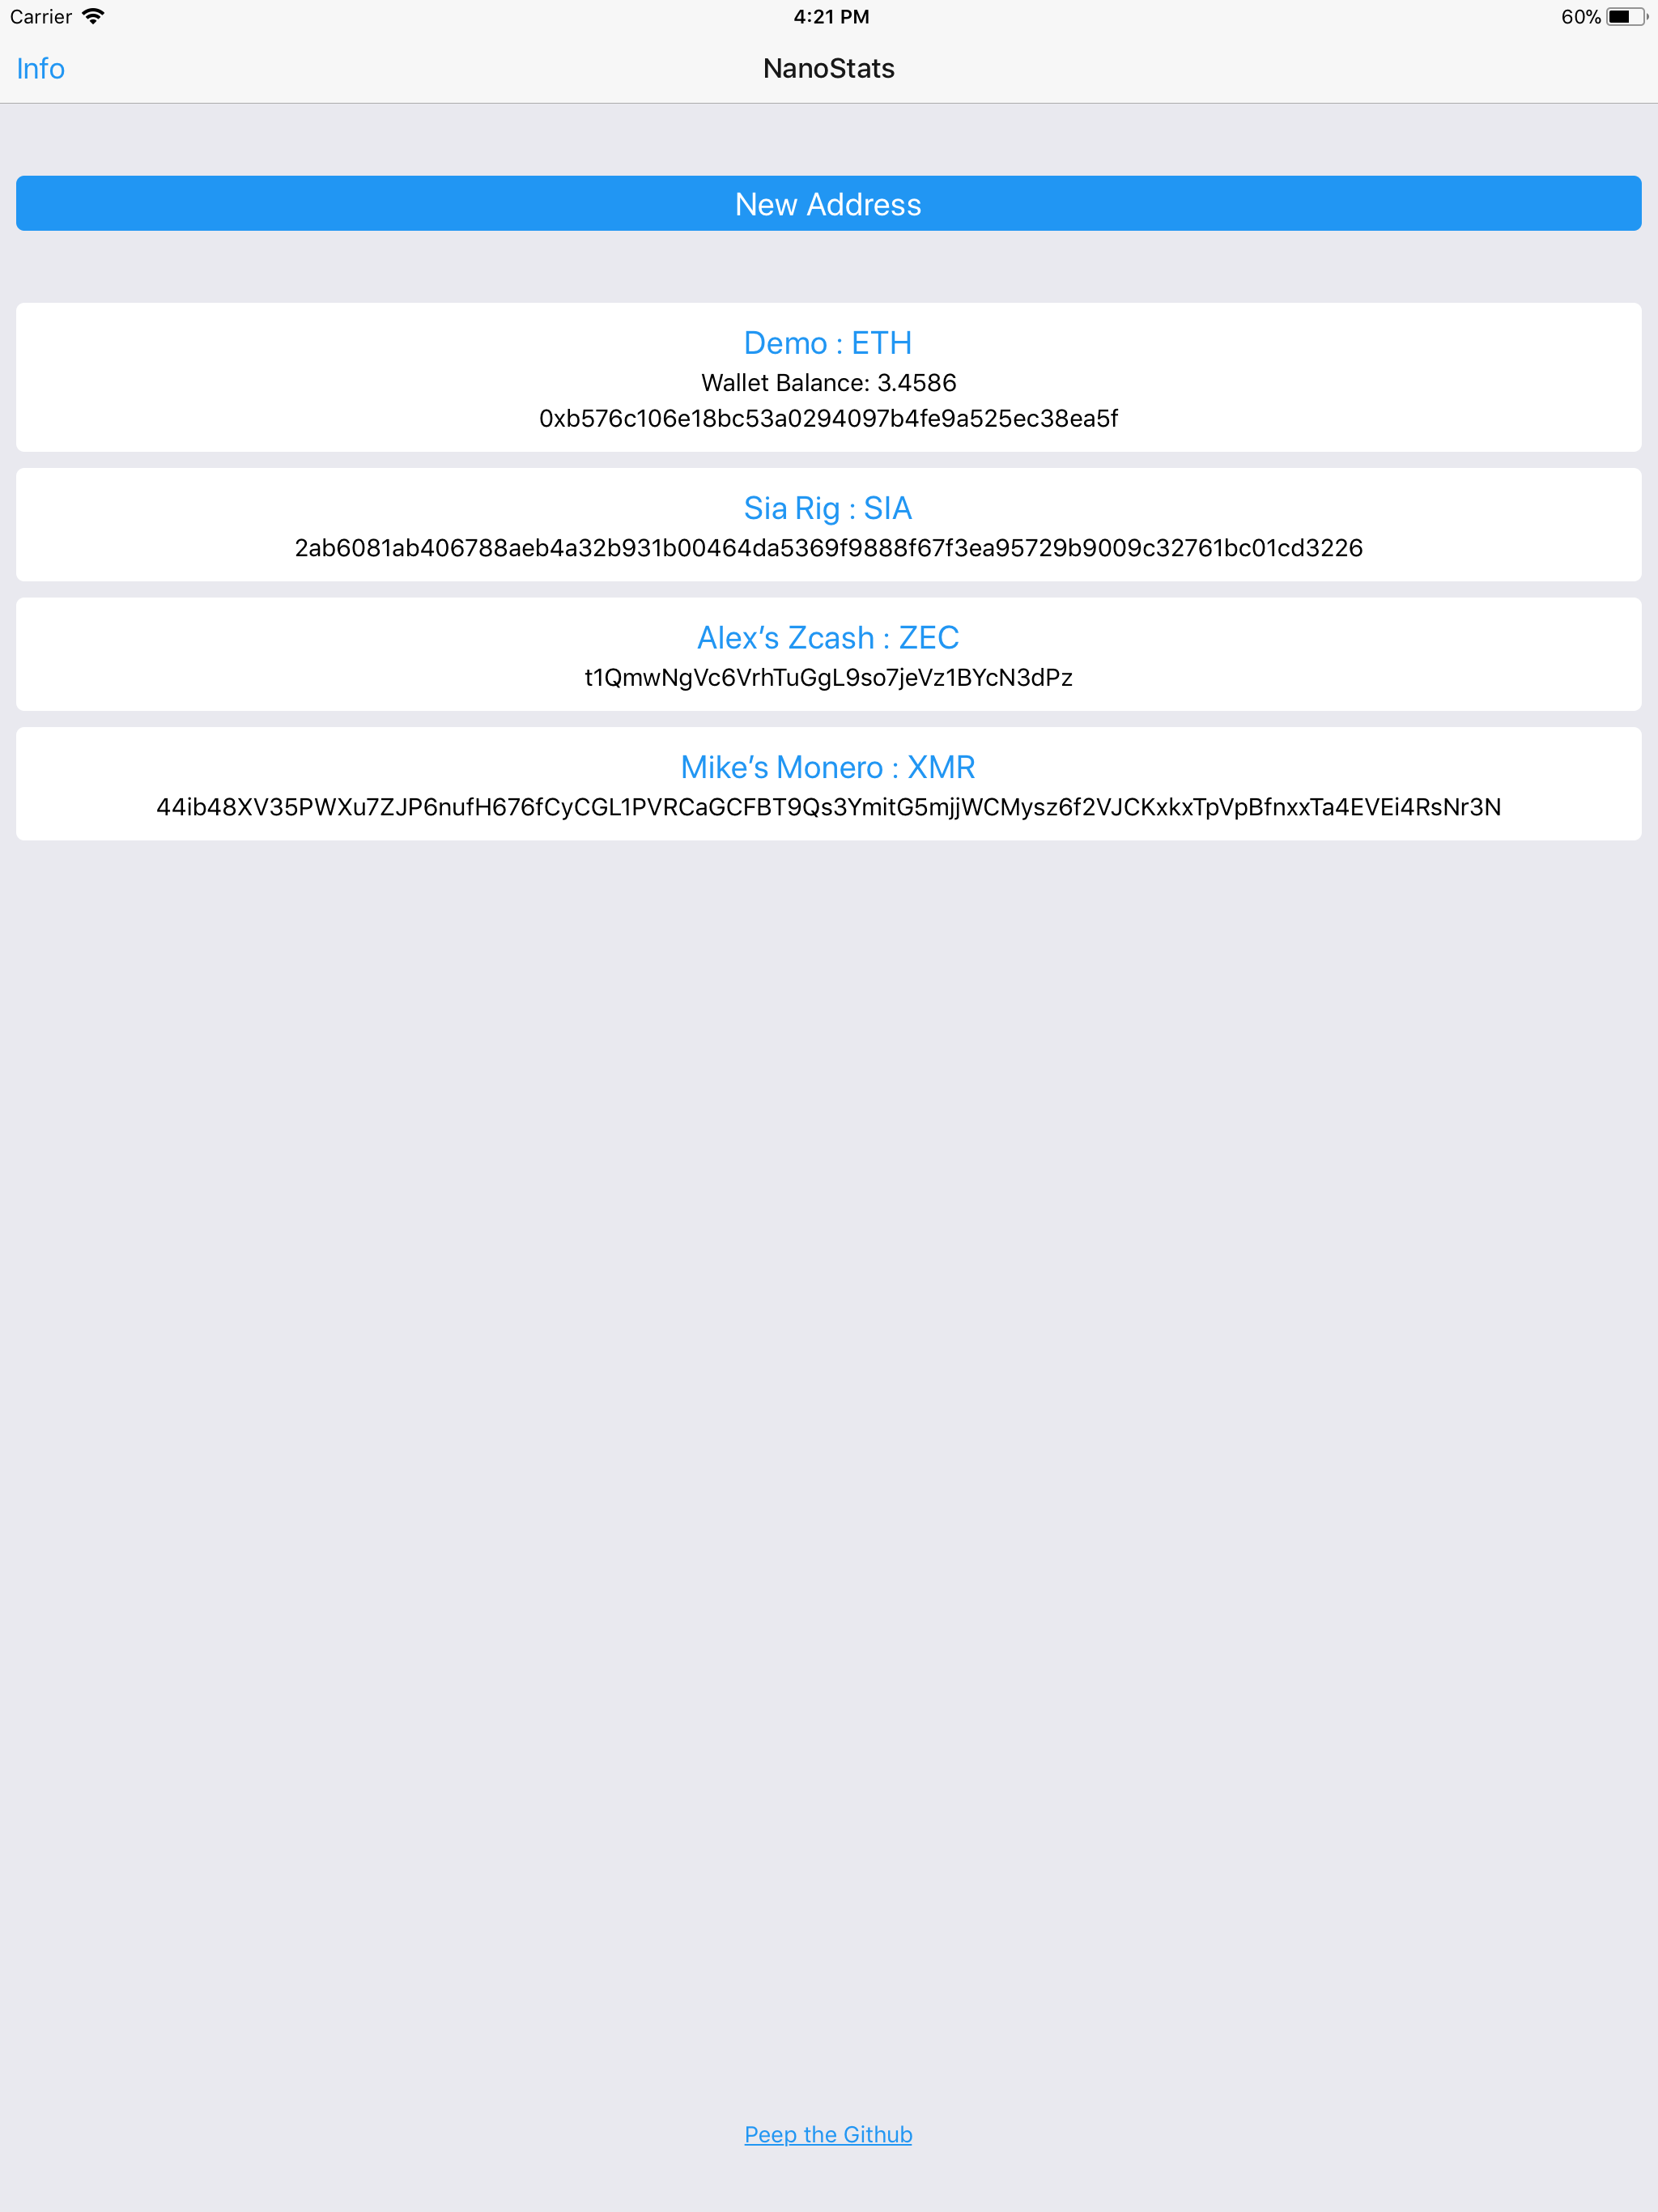 Carrier 4:21 PM 60%
Info NanoStats
New Address
Demo : ETH
Wallet Balance: 3.4586
0xb576c106e18bc53a0294097b4fe9a525ec38ea5f
Sia Rig : SIA
2ab6081ab406788aeb4a32b931b00464da5369f9888f67f3ea95729b9009c32761bc01cd3226
Alex’s Zcash : ZEC
t1QmwNgVc6VrhTuGgL9so7jeVz1BYcN3dPz
Mike’s Monero : XMR
44ib48XV35PWXu7ZJP6nufH676fCyCGL1PVRCaGCFBT9Qs3YmitG5mjjWCMysz6f2VJCKxkxTpVpBfnxxTa4EVEi4RsNr3N
Peep the Github